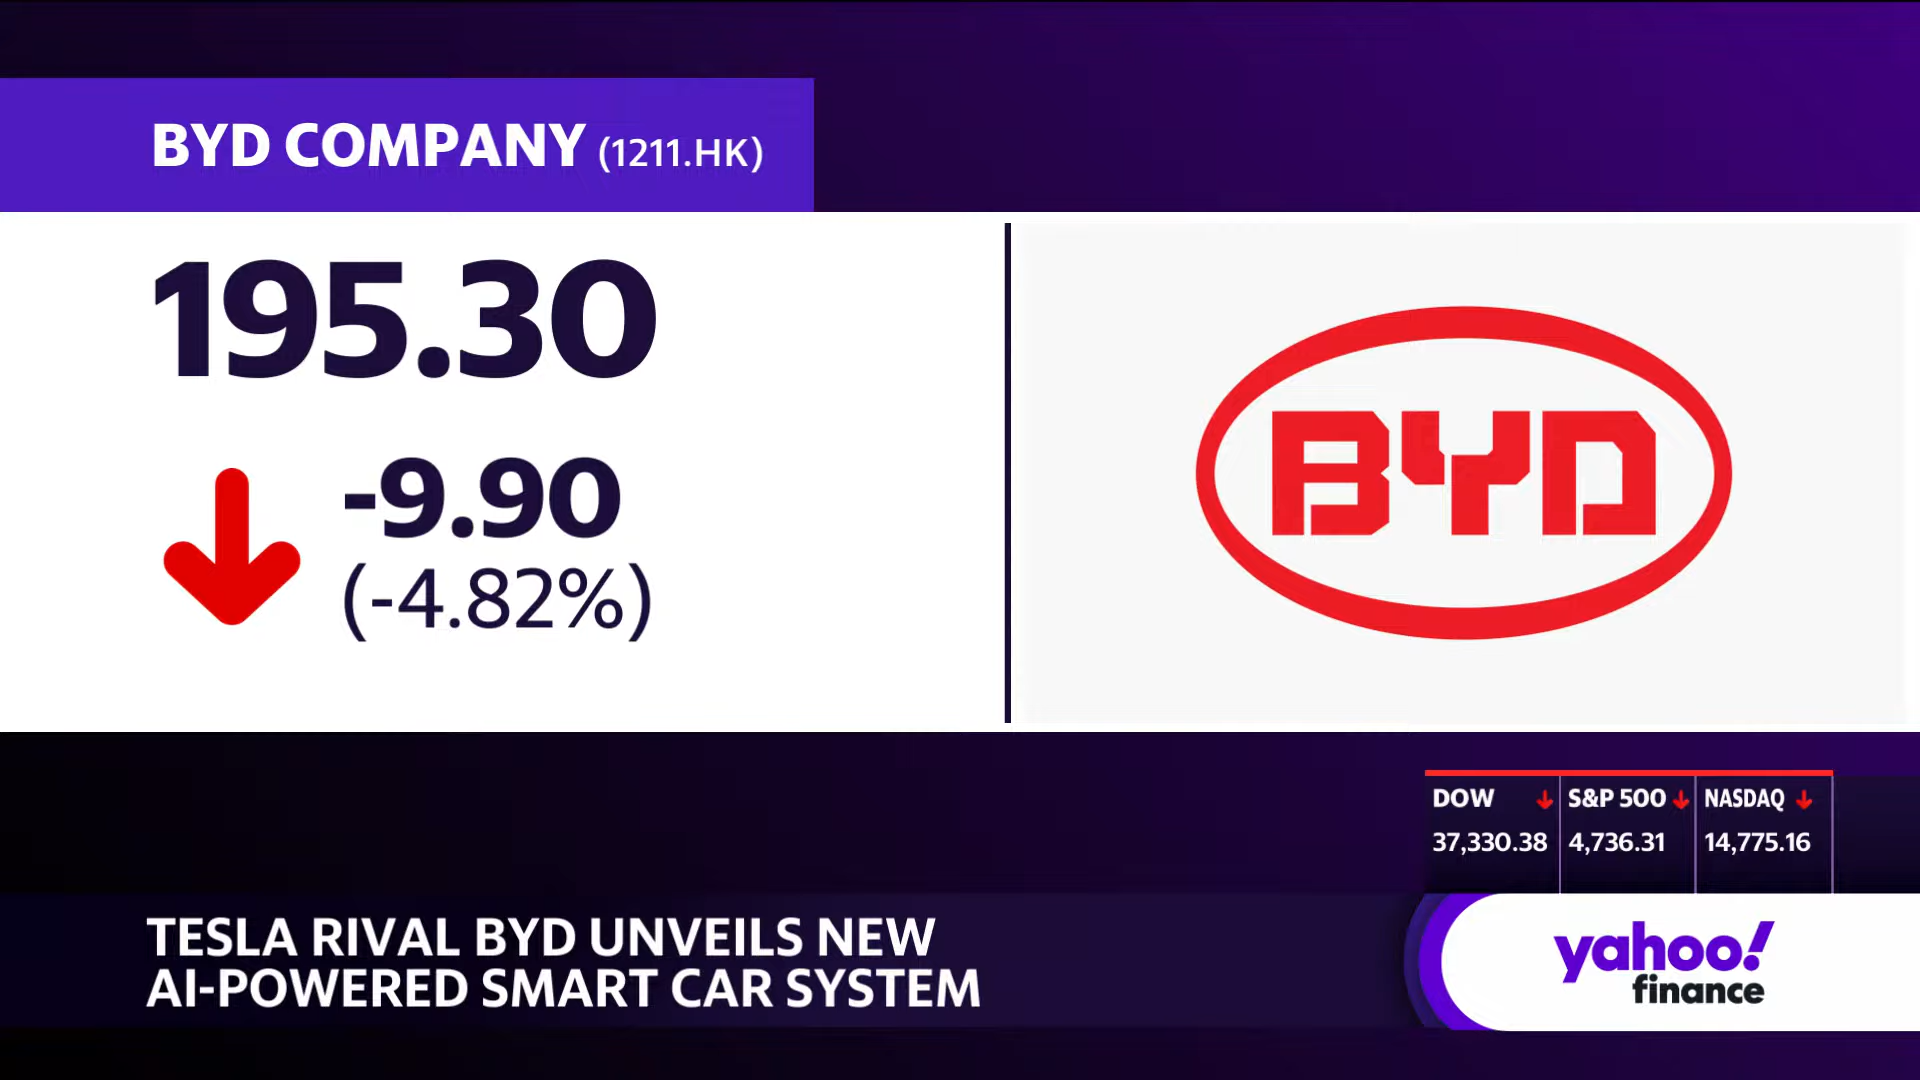 BYD COMPANY (1211.HK)
195.30
-9.90
(-4.82%)
BYD
DOW S&P 500 NASDAQ
37,330.38 4,736.31 14,775.16
TESLA RIVAL BYD UNVEILS NEW
AI-POWERED SMART CAR SYSTEM
yahoo!
finance